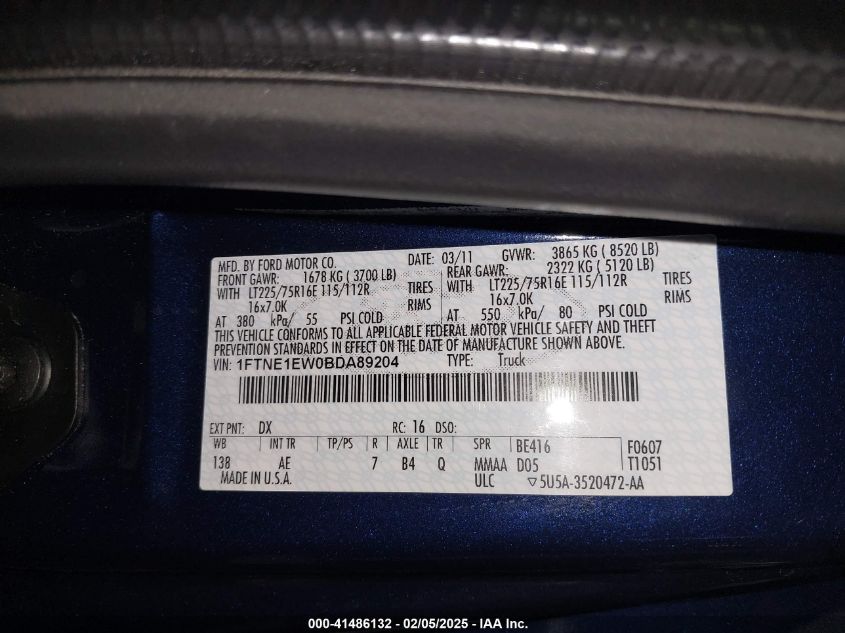 MFD. BY FORD MOTOR CO. DATE: 03/11 GVWR: 3865 KG ( 8520 LB)
FRONT GAWR: 1678 KG ( 3700 LB) REAR GAWR: 2322 KG ( 5120 LB)
WITH LT225/75R16E 115/112R TIRES WITH LT225/75R16E 115/112R TIRES
16x7.0K RIMS 16x7.0K RIMS
AT 380 kPa/ 55 PSI COLD AT 550 kPa/ 80 PSI COLD
THIS VEHICLE CONFORMS TO ALL APPLICABLE FEDERAL MOTOR VEHICLE SAFETY AND THEFT
PREVENTION STANDARDS IN EFFECT ON THE DATE OF MANUFACTURE SHOWN ABOVE.
VIN: 1FTNE1EW0BDA89204 TYPE: Truck
EXT PNT: DX RC: 16 DSO:
WB INT TR TP/PS R AXLE TR SPR BE416 F0607
138 AE 7 B4 Q MMAA D05 T1051
MADE IN U.S.A. ULC ▽5U5A-3520472-AA
000-41486132 - 02/05/2025 - IAA Inc.